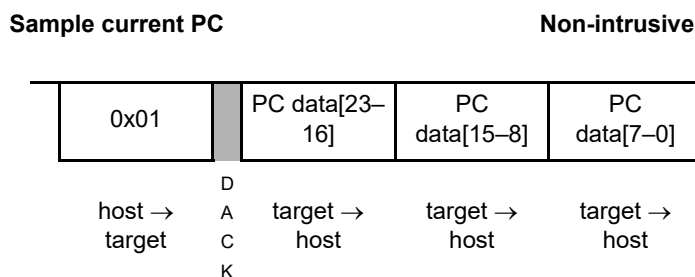 Sample current PC Non-intrusive
0x01 PC data[23–16] PC data[15–8] PC data[7–0]
host → target DACK target → host target → host target → host